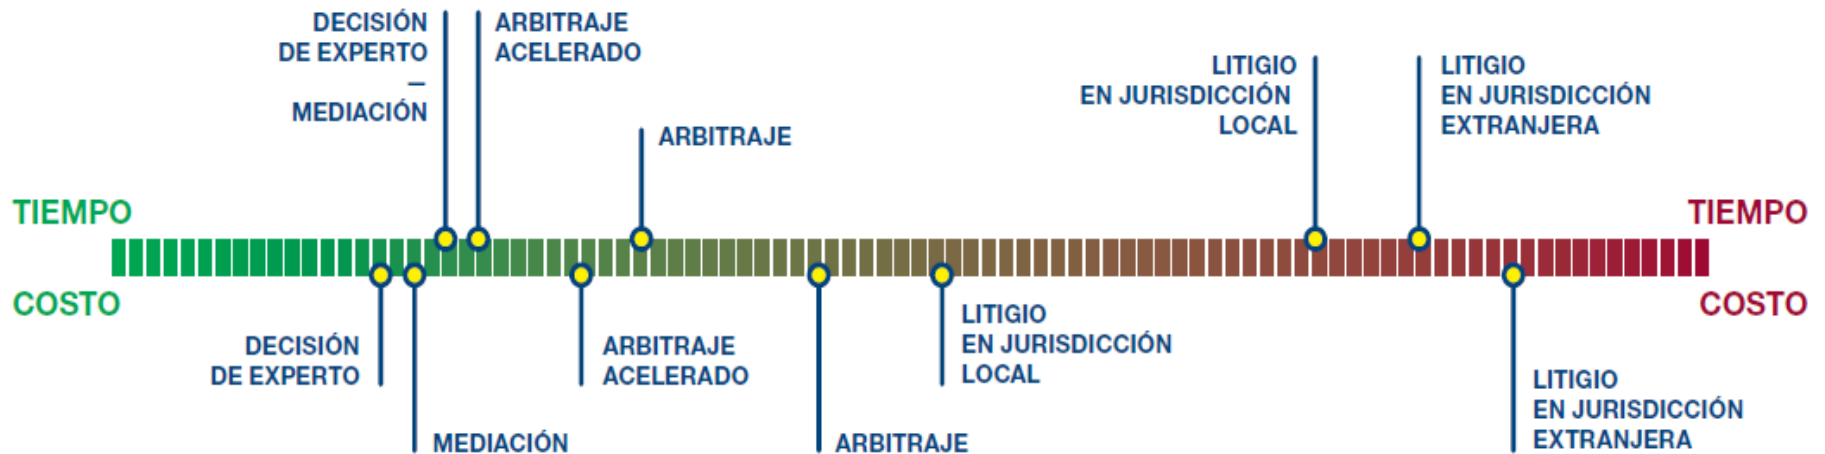 DECISIÓN
DE EXPERTO
–
MEDIACIÓN
ARBITRAJE
ACELERADO
ARBITRAJE
LITIGIO
EN JURISDICCIÓN
LOCAL
LITIGIO
EN JURISDICCIÓN
EXTRANJERA
TIEMPO
TIEMPO
COSTO
COSTO
DECISIÓN
DE EXPERTO
MEDIACIÓN
ARBITRAJE
ACELERADO
ARBITRAJE
LITIGIO
EN JURISDICCIÓN
LOCAL
LITIGIO
EN JURISDICCIÓN
EXTRANJERA